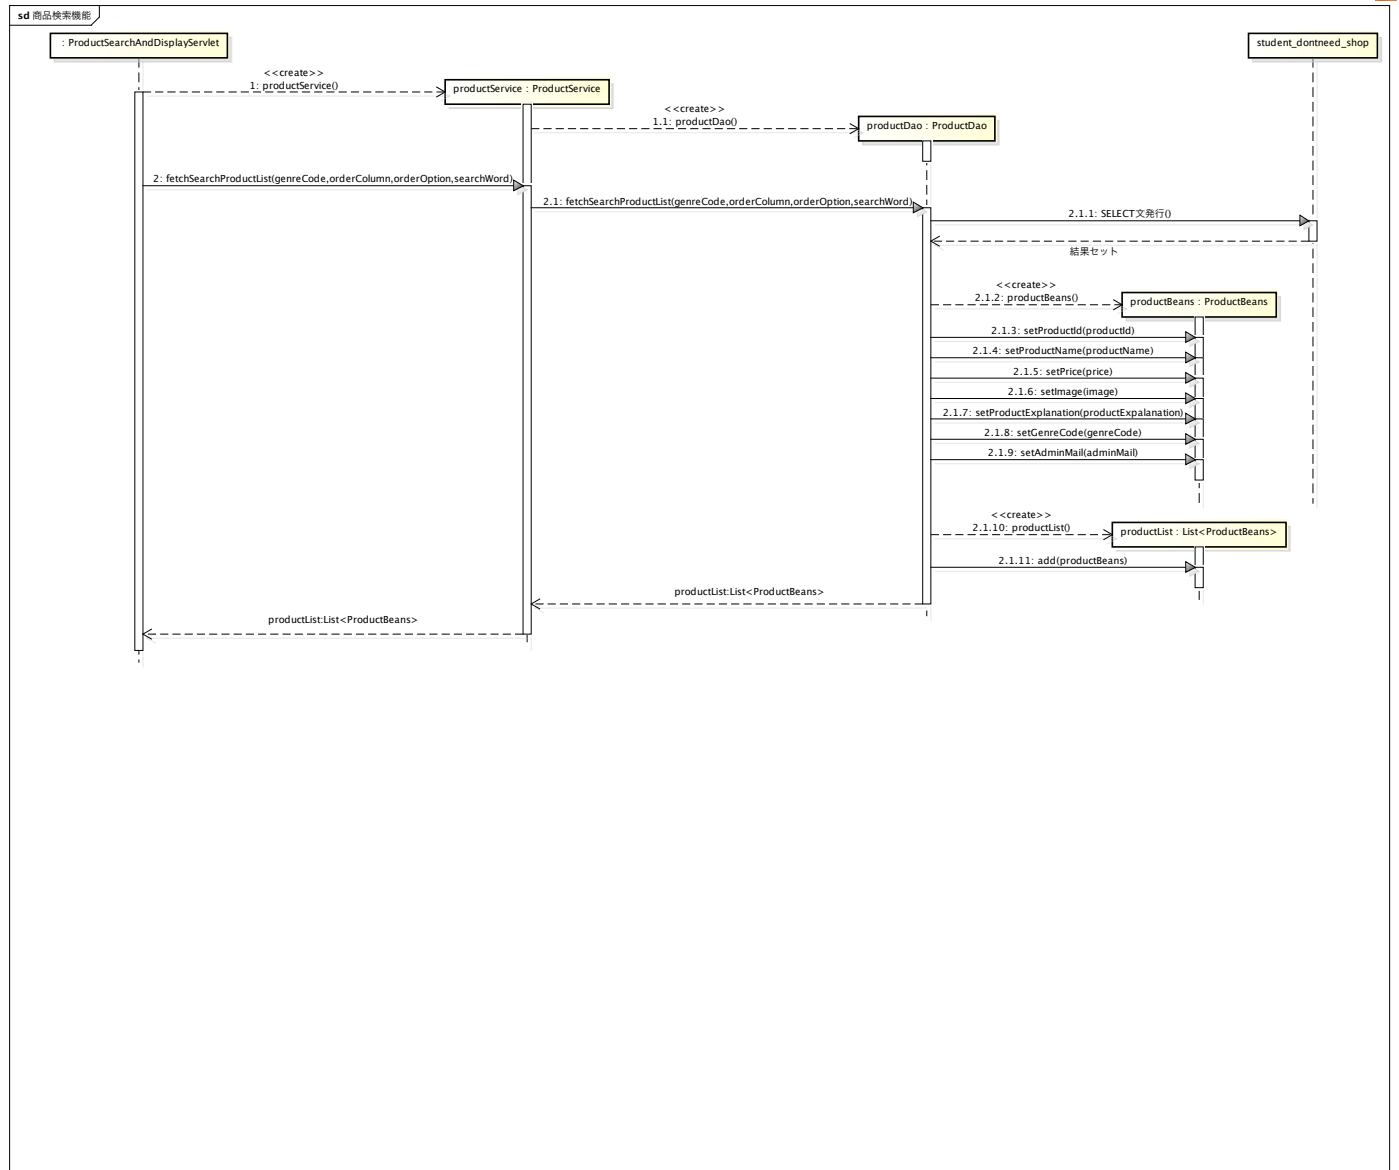 sd 商品検索機能
: ProductSearchAndDisplayServlet
student_dontneed_shop
<<create>>
1: productService()
productService : ProductService
<<create>>
1.1: productDao()
productDao : ProductDao
2: fetchSearchProductList(genreCode,orderColumn,orderOption,searchWord)
2.1: fetchSearchProductList(genreCode,orderColumn,orderOption,searchWord)
2.1.1: SELECT文発行()
結果セット
<<create>>
2.1.2: productBeans()
productBeans : ProductBeans
2.1.3: setProductId(productId)
2.1.4: setProductName(productName)
2.1.5: setPrice(price)
2.1.6: setImage(image)
2.1.7: setProductExplanation(productExpalanation)
2.1.8: setGenreCode(genreCode)
2.1.9: setAdminMail(adminMail)
<<create>>
2.1.10: productList()
productList : List<ProductBeans>
2.1.11: add(productBeans)
productList:List<ProductBeans>
productList:List<ProductBeans>